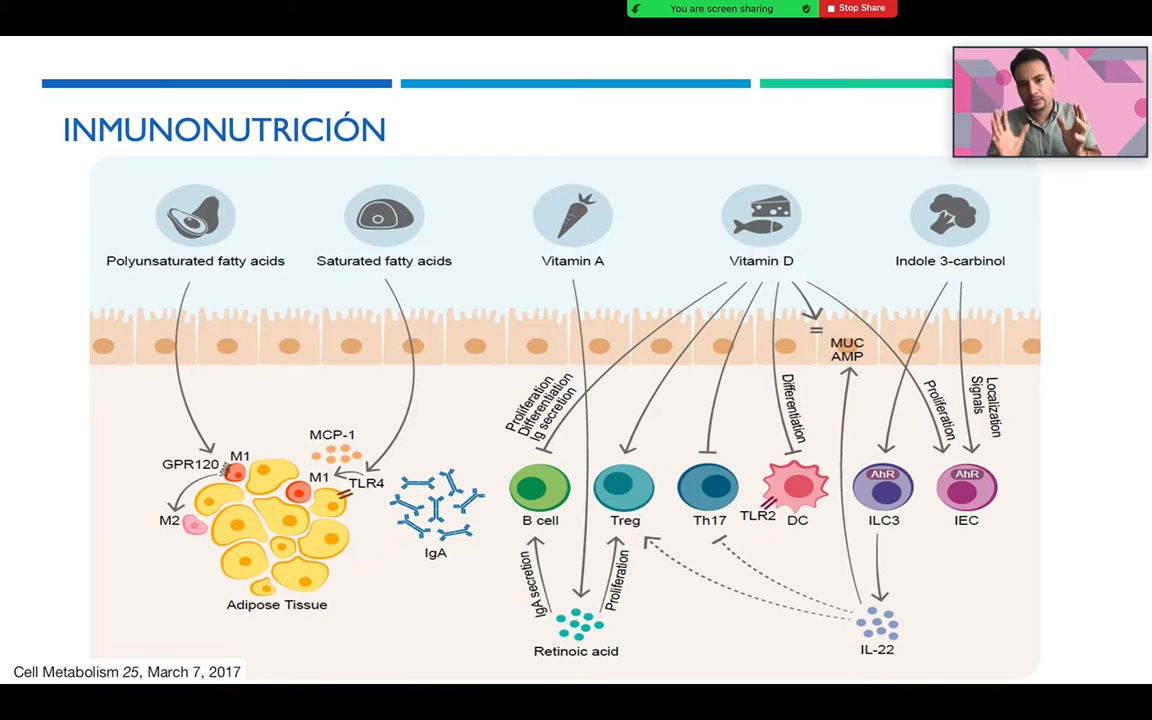 You are screen sharing
Stop Share
INMUNONUTRICIÓN
Polyunsaturated fatty acids
Saturated fatty acids
Vitamin A
Vitamin D
Indole 3-carbinol
=
MUC
AMP
Proliferation
Differentiation
Ig secretion
Differentiation
Proliferation
Localization
Signals
MCP-1
GPR120
M1
M1
TLR4
M2
IgA
Adipose Tissue
B cell
Treg
Th17
TLR2
DC
AhR
ILC3
AhR
IEC
IgA secretion
Proliferation
Retinoic acid
IL-22
Cell Metabolism 25, March 7, 2017